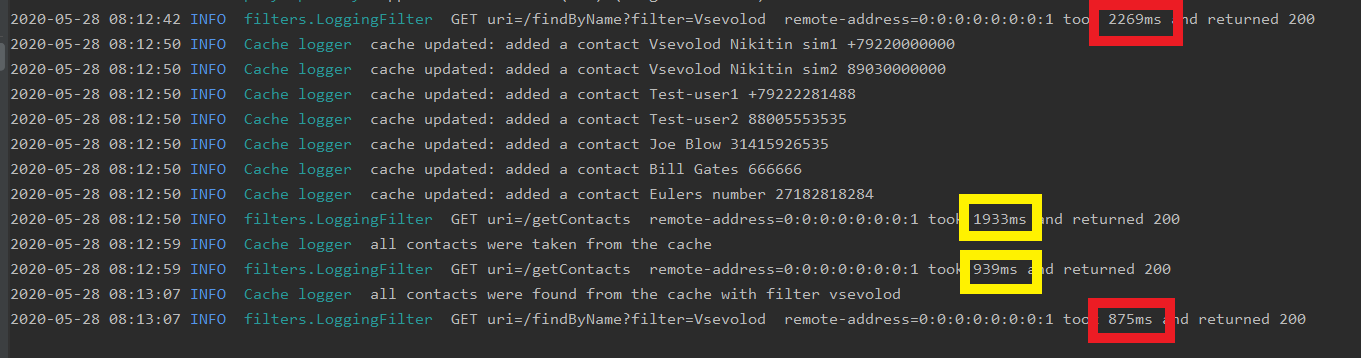 2020-05-28 08:12:42 INFO  filters.LoggingFilter  GET uri=/findByName?filter=Vsevolod  remote-address=0:0:0:0:0:0:0:1 took 2269ms and returned 200
2020-05-28 08:12:50 INFO  Cache logger  cache updated: added a contact Vsevolod Nikitin sim1 +79220000000
2020-05-28 08:12:50 INFO  Cache logger  cache updated: added a contact Vsevolod Nikitin sim2 89030000000
2020-05-28 08:12:50 INFO  Cache logger  cache updated: added a contact Test-user1 +79222281488
2020-05-28 08:12:50 INFO  Cache logger  cache updated: added a contact Test-user2 88005553535
2020-05-28 08:12:50 INFO  Cache logger  cache updated: added a contact Joe Blow 31415926535
2020-05-28 08:12:50 INFO  Cache logger  cache updated: added a contact Bill Gates 666666
2020-05-28 08:12:50 INFO  Cache logger  cache updated: added a contact Eulers number 27182818284
2020-05-28 08:12:50 INFO  filters.LoggingFilter  GET uri=/getContacts  remote-address=0:0:0:0:0:0:0:1 took 1933ms and returned 200
2020-05-28 08:12:59 INFO  Cache logger  all contacts were taken from the cache
2020-05-28 08:12:59 INFO  filters.LoggingFilter  GET uri=/getContacts  remote-address=0:0:0:0:0:0:0:1 took 939ms and returned 200
2020-05-28 08:13:07 INFO  Cache logger  all contacts were found from the cache with filter vsevolod
2020-05-28 08:13:07 INFO  filters.LoggingFilter  GET uri=/findByName?filter=Vsevolod  remote-address=0:0:0:0:0:0:0:1 took 875ms and returned 200